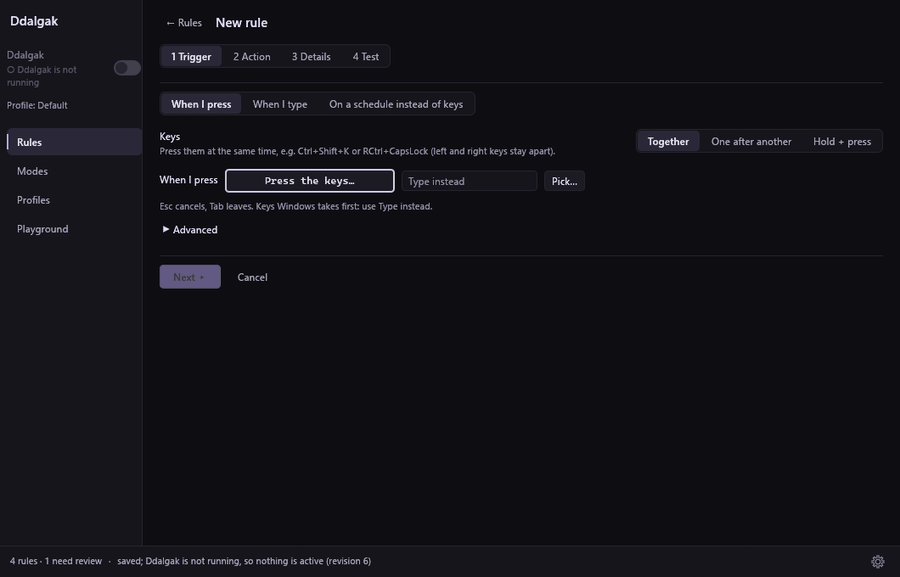 Ddalgak
← Rules New rule
Ddalgak
Ddalgak is not running
Profile: Default
Rules
Modes
Profiles
Playground
1 Trigger 2 Action 3 Details 4 Test
When I press When I type On a schedule instead of keys
Keys
Press them at the same time, e.g. Ctrl+Shift+K or RCtrl+CapsLock (left and right keys stay apart).
Together One after another Hold + press
When I press Press the keys… Type instead Pick...
Esc cancels, Tab leaves. Keys Windows takes first: use Type instead.
Advanced
Next Cancel
4 rules · 1 need review · saved; Ddalgak is not running, so nothing is active (revision 6)